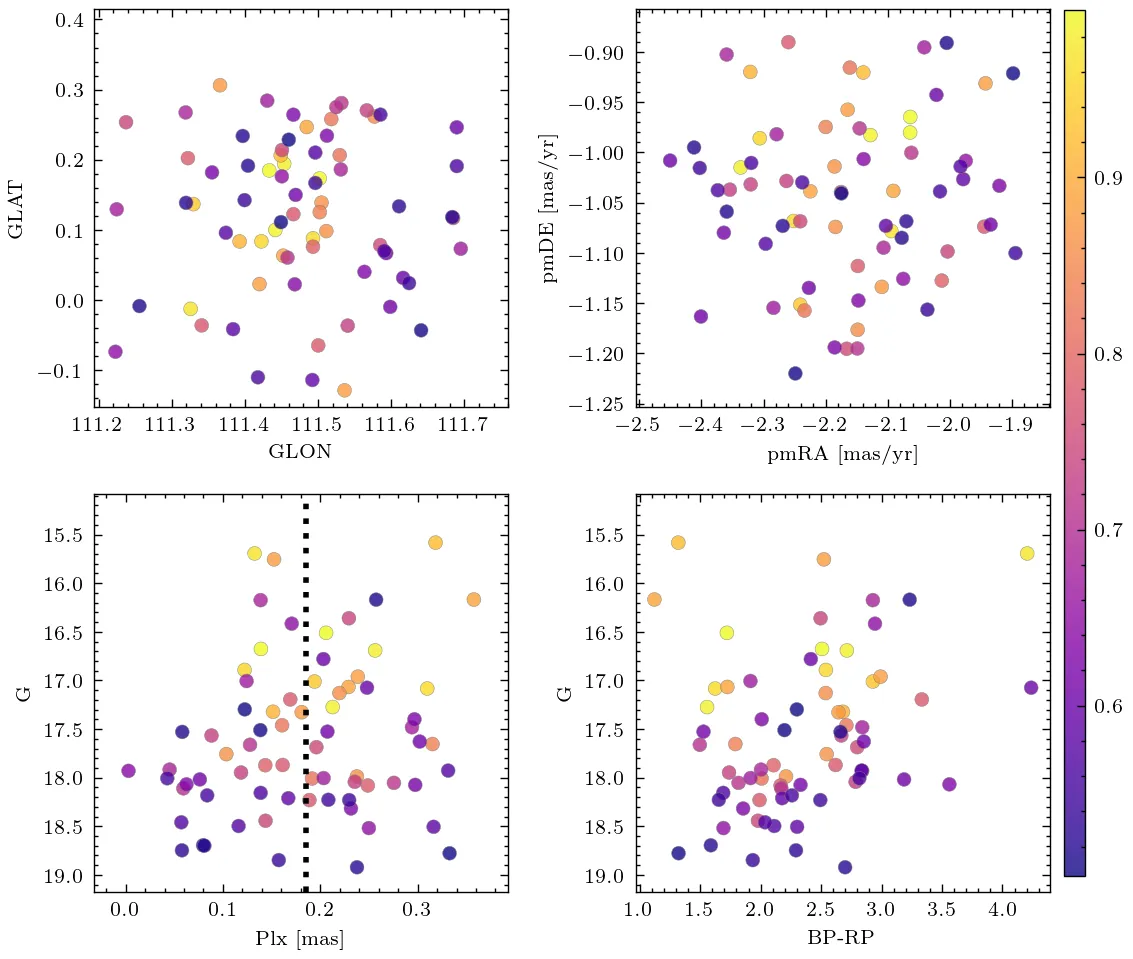 0.4
0.3
0.2
0.1
0.0
−0.1
GLAT
111.2 111.3 111.4 111.5 111.6 111.7
GLON
−0.90
−0.95
−1.00
−1.05
−1.10
−1.15
−1.20
−1.25
pmDE [mas/yr]
−2.5 −2.4 −2.3 −2.2 −2.1 −2.0 −1.9
pmRA [mas/yr]
0.9
0.8
0.7
0.6
15.5
16.0
16.5
17.0
17.5
18.0
18.5
19.0
G
0.0 0.1 0.2 0.3
Plx [mas]
15.5
16.0
16.5
17.0
17.5
18.0
18.5
19.0
G
1.0 1.5 2.0 2.5 3.0 3.5 4.0
BP-RP